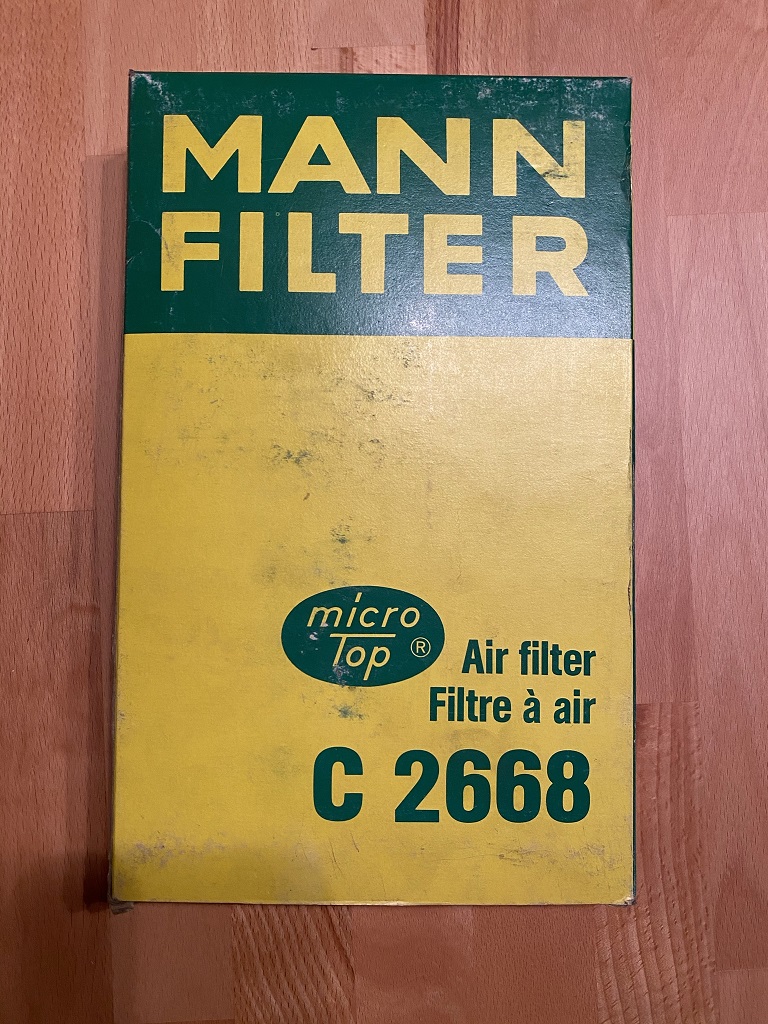 MANN
FILTER
micro
Top ®
Air filter
Filtre à air
C 2668